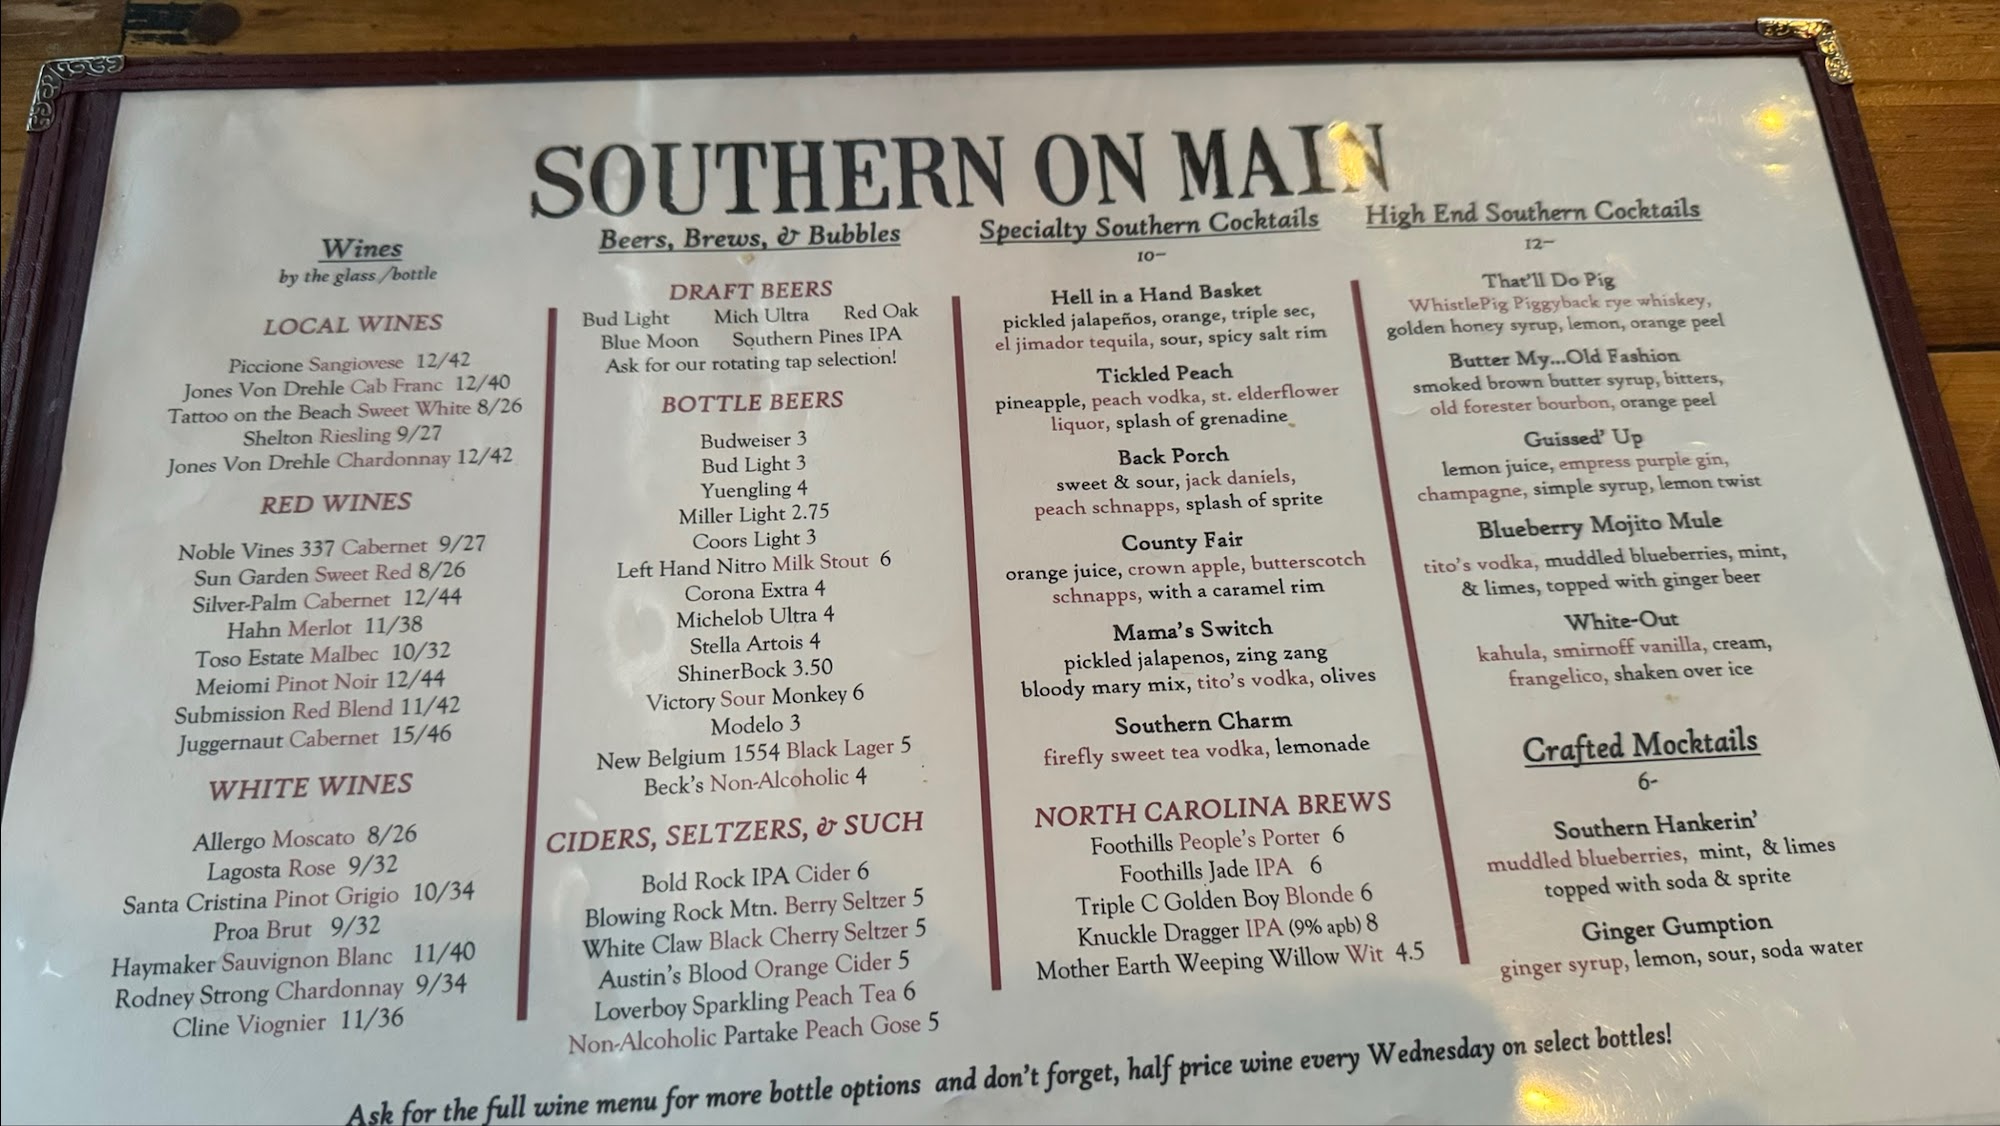 SOUTHERN ON MAIN
Wines
by the glass/bottle
LOCAL WINES
Piccione Sangiovese 12/42
Jones Von Drehle Cab Franc 12/40
Tattoo on the Beach Sweet White 8/26
Shelton Riesling 9/27
Jones Von Drehle Chardonnay 12/42
RED WINES
Noble Vines 337 Cabernet 9/27
Sun Garden Sweet Red 8/26
Silver-Palm Cabernet 12/44
Hahn Merlot 11/38
Toso Estate Malbec 10/32
Meiomi Pinot Noir 12/44
Submission Red Blend 11/42
Juggernaut Cabernet 15/46
WHITE WINES
Allergo Moscato 8/26
Lagosta Rose 9/32
Santa Cristina Pinot Grigio 10/34
Proa Brut 9/32
Haymaker Sauvignon Blanc 11/40
Rodney Strong Chardonnay 9/34
Cline Viognier 11/36
Beers, Brews, & Bubbles
DRAFT BEERS
Bud Light Mich Ultra Red Oak
Blue Moon Southern Pines IPA
Ask for our rotating tap selection!
BOTTLE BEERS
Budweiser 3
Bud Light 3
Yuengling 4
Miller Light 2.75
Coors Light 3
Left Hand Nitro Milk Stout 6
Corona Extra 4
Michelob Ultra 4
Stella Artois 4
ShinerBock 3.50
Victory Sour Monkey 6
Modelo 3
New Belgium 1554 Black Lager 5
Beck's Non-Alcoholic 4
CIDERS, SELTZERS, & SUCH
Bold Rock IPA Cider 6
Blowing Rock Mtn. Berry Seltzer 5
White Claw Black Cherry Seltzer 5
Austin's Blood Orange Cider 5
Loverboy Sparkling Peach Tea 6
Non-Alcoholic Partake Peach Gose 5
Specialty Southern Cocktails
10-
Hell in a Hand Basket
pickled jalapeños, orange, triple sec,
el jimador tequila, sour, spicy salt rim
Tickled Peach
pineapple, peach vodka, st. elderflower
liquor, splash of grenadine
Back Porch
sweet & sour, jack daniels,
peach schnapps, splash of sprite
County Fair
orange juice, crown apple, butterscotch
schnapps, with a caramel rim
Mama's Switch
pickled jalapenos, zing zang
bloody mary mix, tito's vodka, olives
Southern Charm
firefly sweet tea vodka, lemonade
NORTH CAROLINA BREWS
Foothills People's Porter 6
Foothills Jade IPA 6
Triple C Golden Boy Blonde 6
Knuckle Dragger IPA (9% apb) 8
Mother Earth Weeping Willow Wit 4.5
High End Southern Cocktails
12-
That'll Do Pig
WhistlePig Piggyback rye whiskey,
golden honey syrup, lemon, orange peel
Butter My...Old Fashion
smoked brown butter syrup, bitters,
old forester bourbon, orange peel
Guissed' Up
lemon juice, empress purple gin,
champagne, simple syrup, lemon twist
Blueberry Mojito Mule
tito's vodka, muddled blueberries, mint,
& limes, topped with ginger beer
White-Out
kahula, smirnoff vanilla, cream,
frangelico, shaken over ice
Crafted Mocktails
6-
Southern Hankerin'
muddled blueberries, mint, & limes
topped with soda & sprite
Ginger Gumption
ginger syrup, lemon, sour, soda water
Ask for the full wine menu for more bottle options and don't forget, half price wine every Wednesday on select bottles!